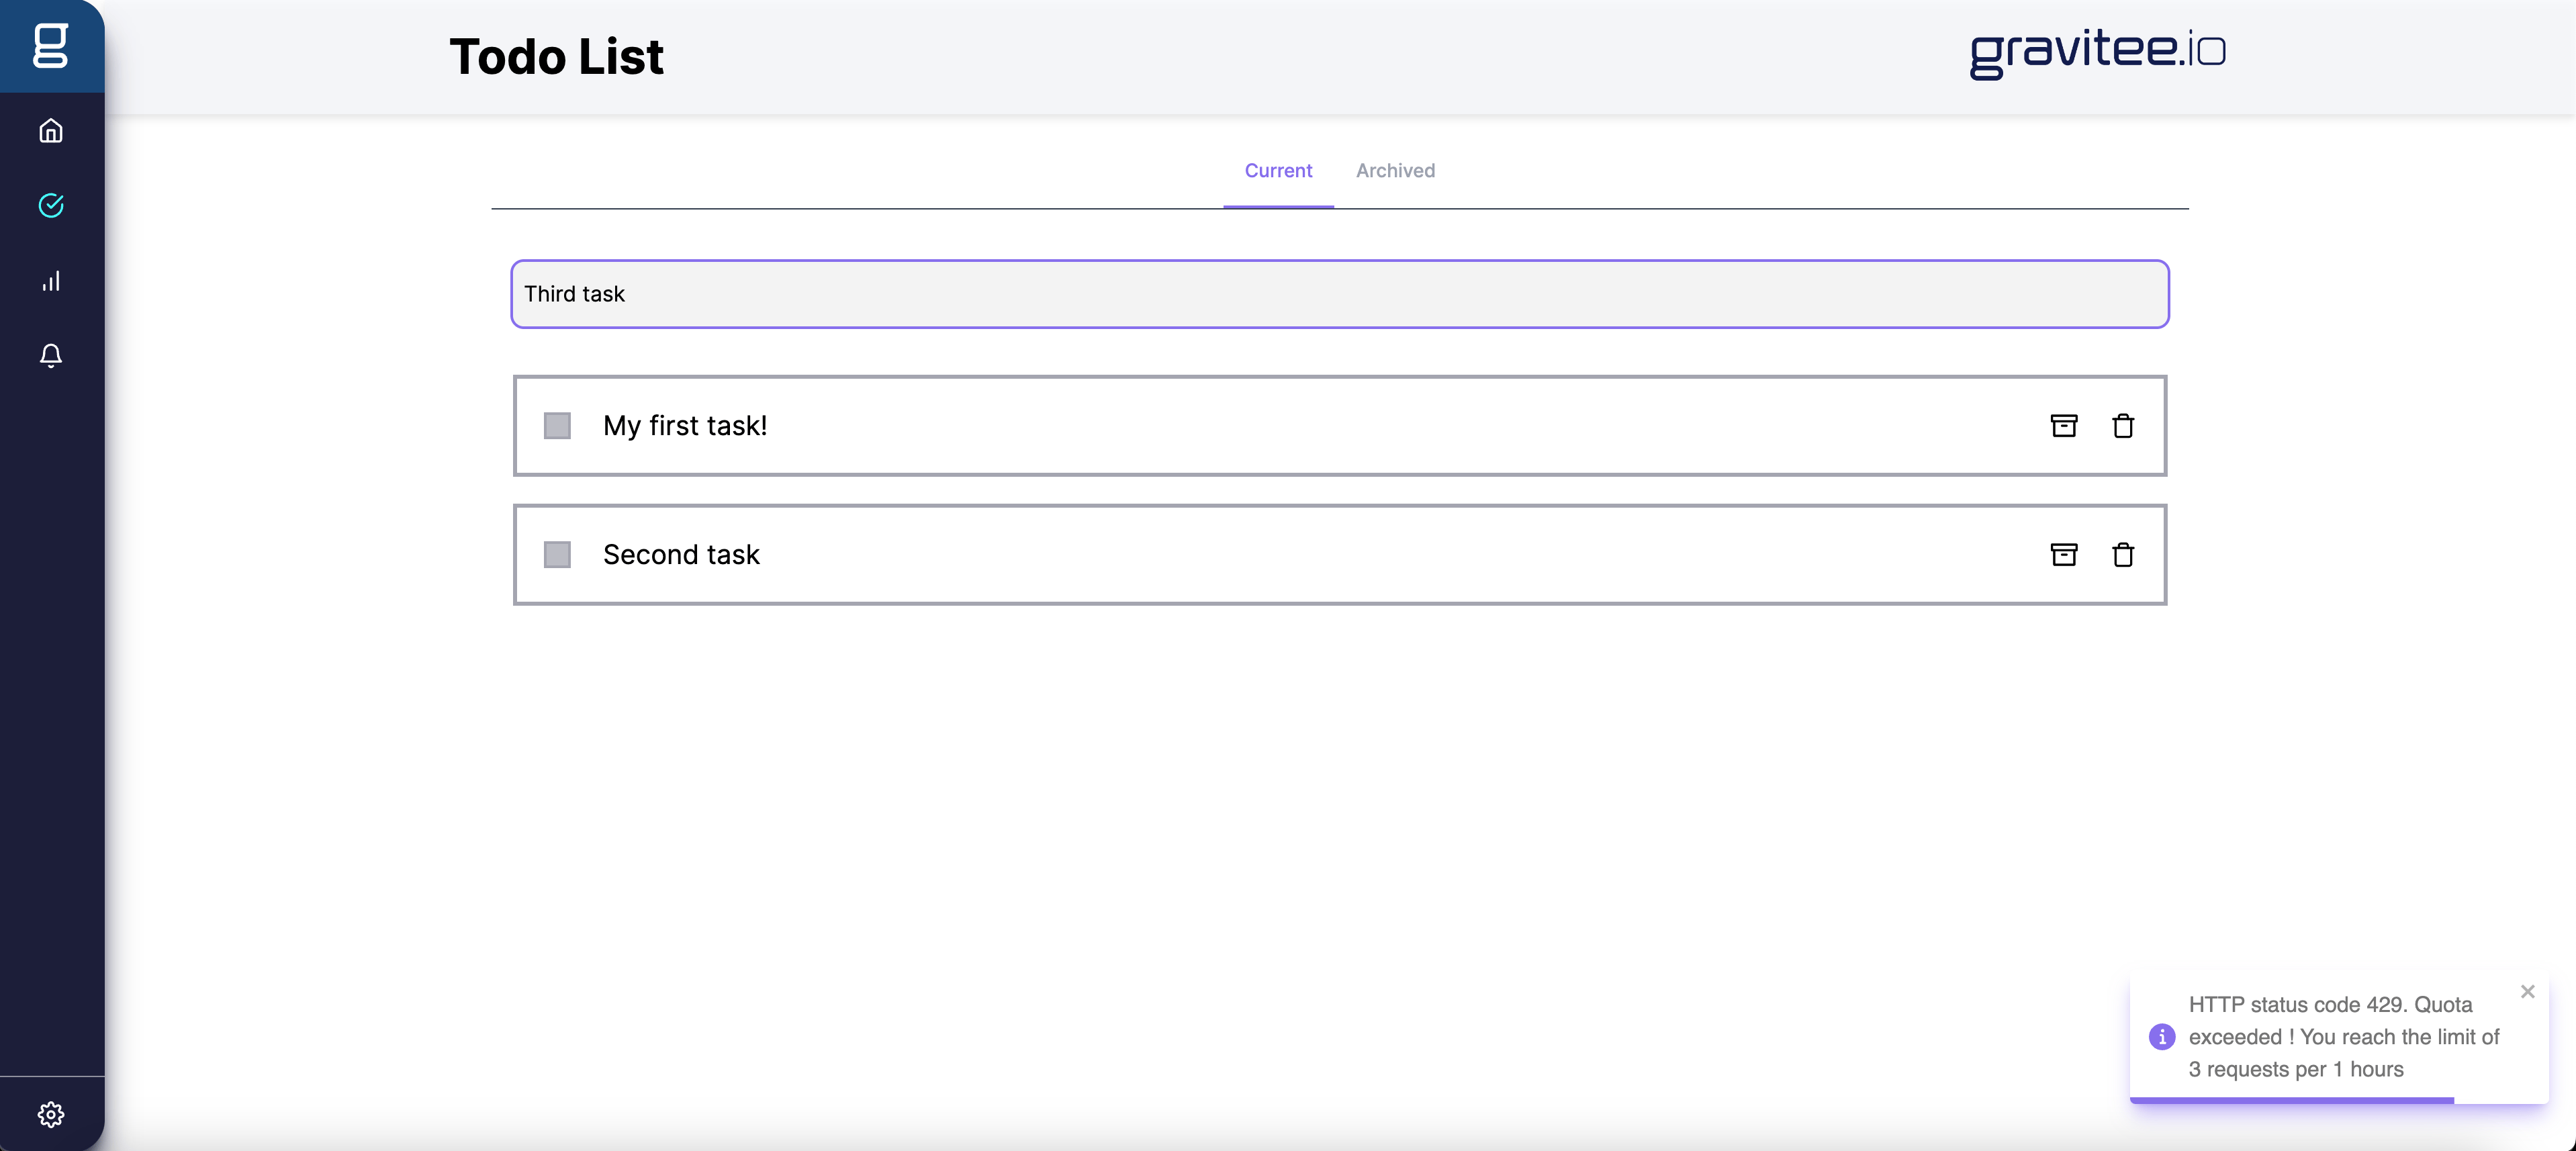 g
Todo List
gravitee.io
Current
Archived
Third task
My first task!
Second task
HTTP status code 429. Quota
exceeded ! You reach the limit of
3 requests per 1 hours